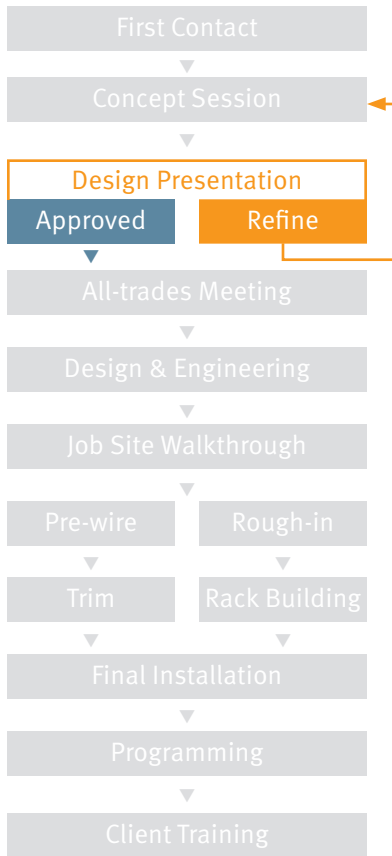 First Contact
Concept Session
Design Presentation
Approved
Refine
All-trades Meeting
Design & Engineering
Job Site Walkthrough
Pre-wire
Rough-in
Trim
Rack Building
Final Installation
Programming
Client Training